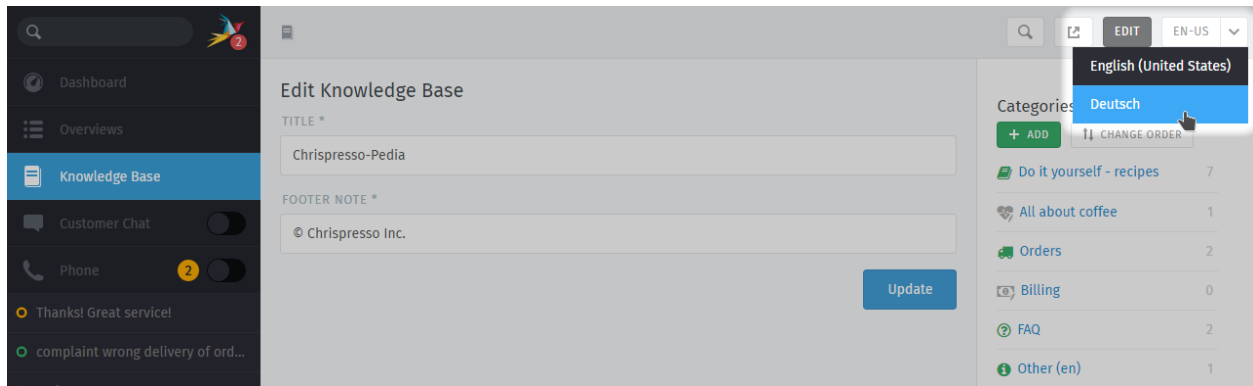 2
Dashboard
Overviews
Knowledge Base
Customer Chat
Phone 2
Thanks! Great service!
complaint wrong delivery of ord...
EDIT EN-US
English (United States)
Deutsch
Edit Knowledge Base
TITLE *
Chrispresso-Pedia
FOOTER NOTE *
© Chrispresso Inc.
Update
Categories
+ ADD CHANGE ORDER
Do it yourself - recipes 7
All about coffee 1
Orders 2
Billing 0
FAQ 2
Other (en) 1